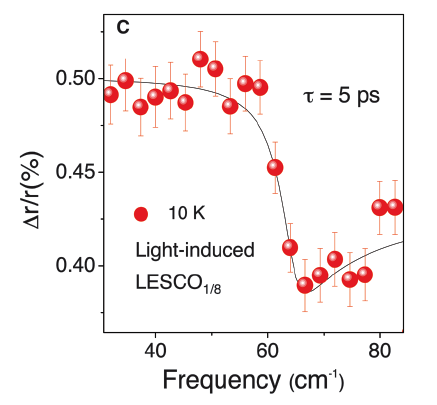 C
0.50
0.45
0.40
Δr/r(%)
τ = 5 ps
10 K
Light-induced
LESCO1/8
40 60 80
Frequency (cm-1)